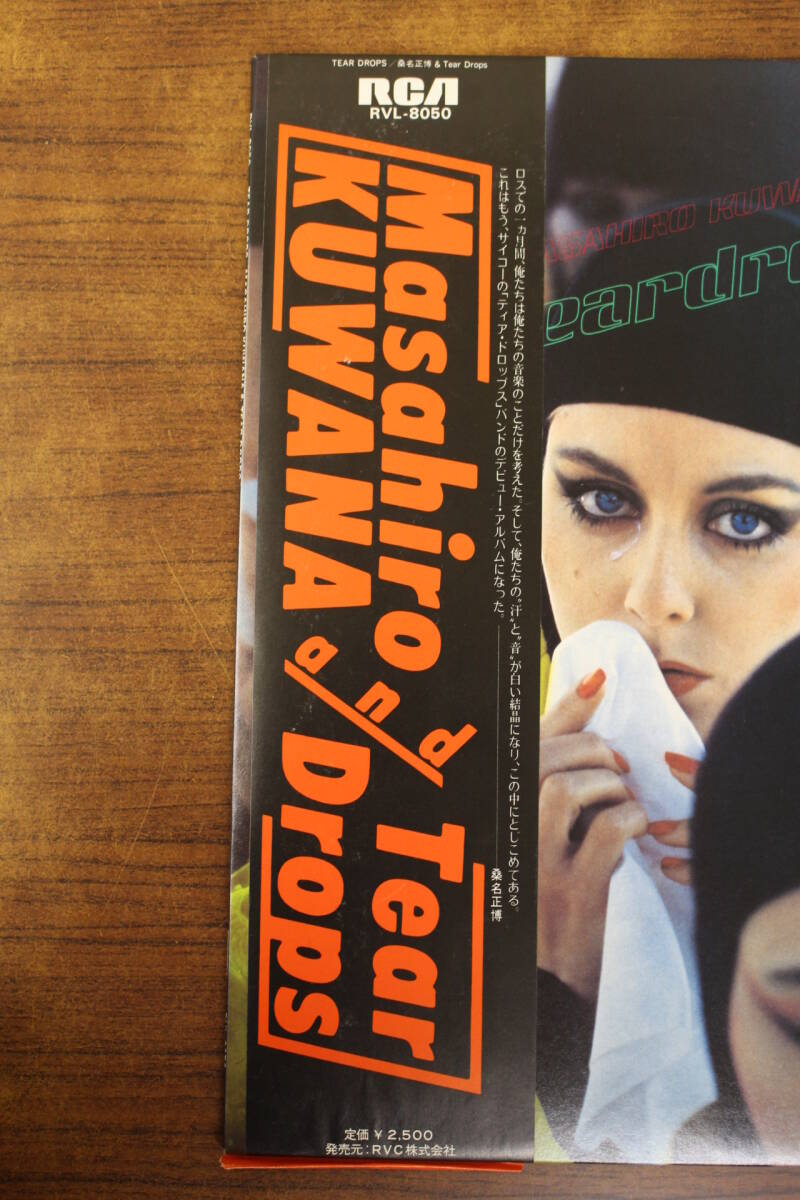 TEAR DROPS／桑名正博 & Tear Drops
RCA
RVL-8050
Masahiro
KUWANA
and
Tear
Drops
ロスでの一ヵ月間、俺たちは俺たちの音楽のことだけを考えた。そして、俺たちの〝汗〟と〝音〟が白い結晶になり、この中にとじこめてある。
これはもう、サイコーの「ティア・ドロップス」バンドのデビュー・アルバムになった。
桑名正博
定価￥2,500
発売元：RVC株式会社
ASAHIRO KUWA
eardro